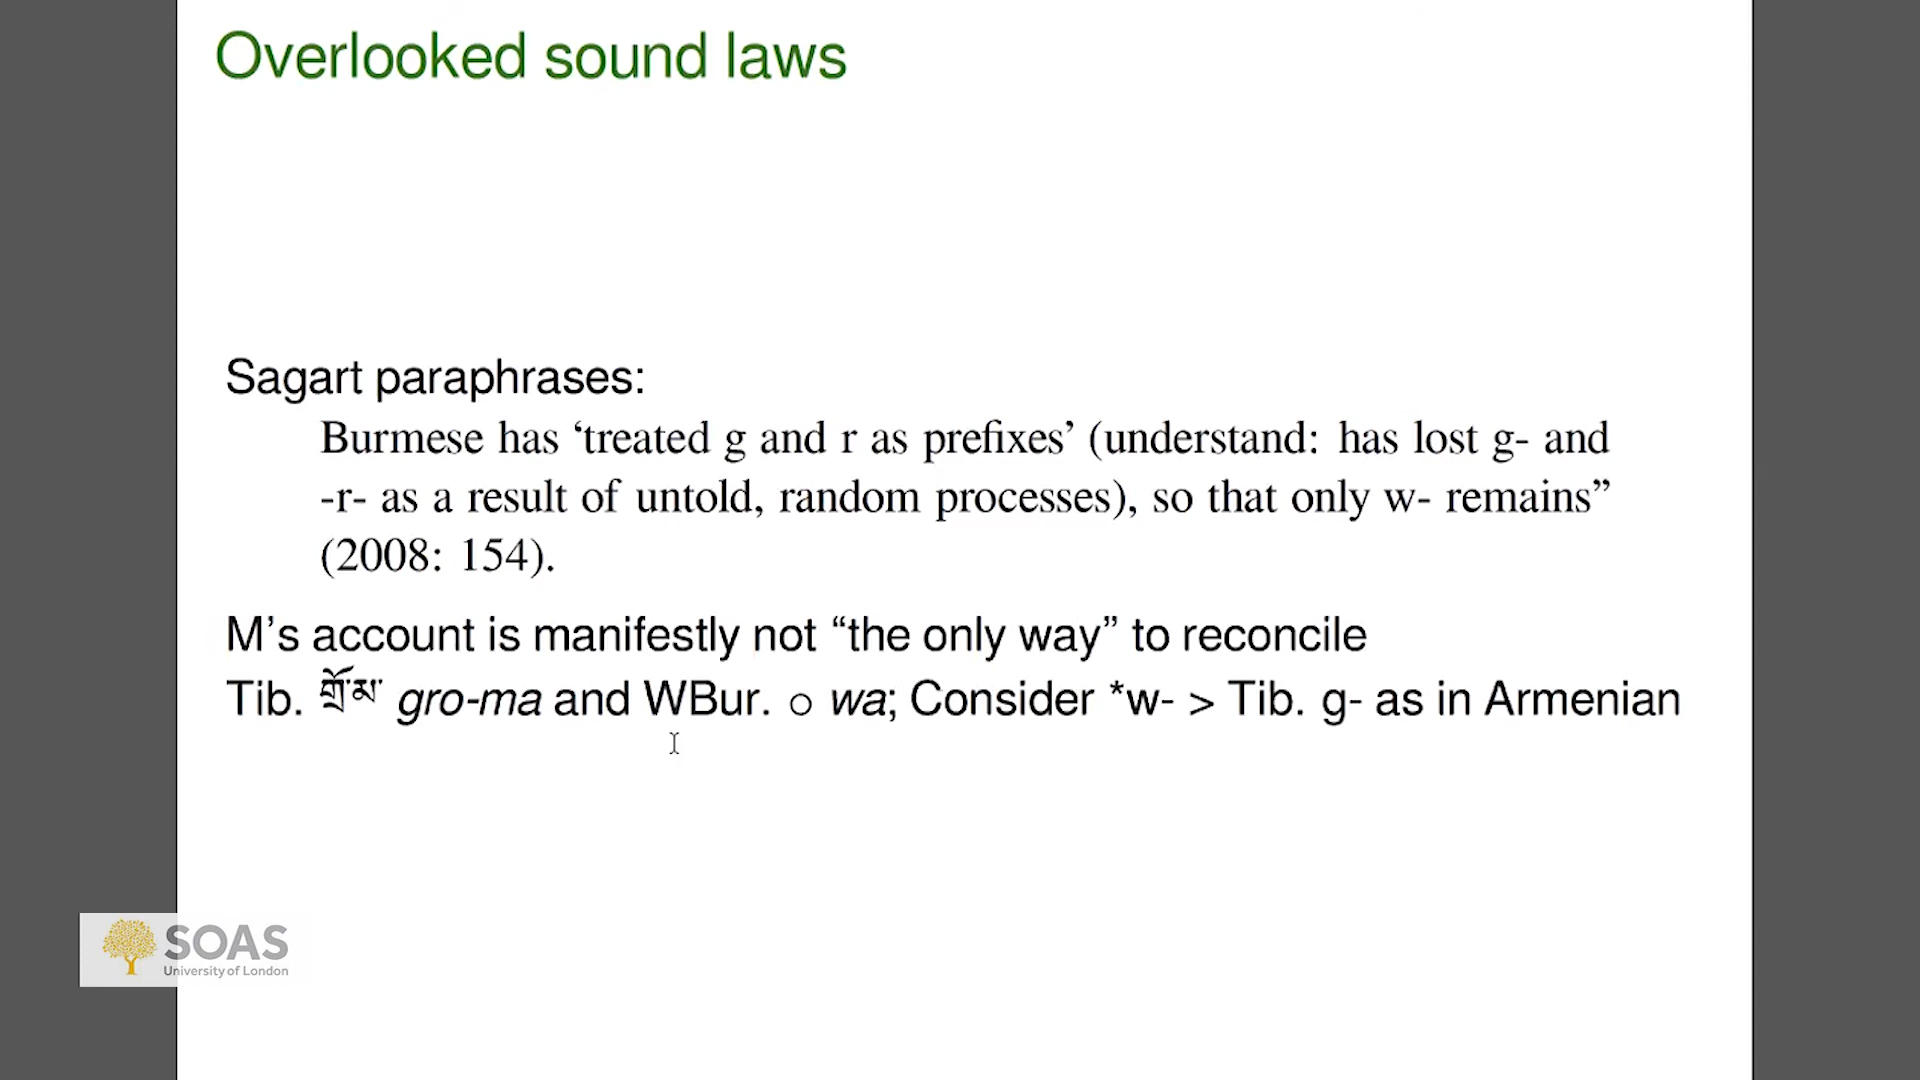 Overlooked sound laws
Sagart paraphrases:
Burmese has ‘treated g and r as prefixes’ (understand: has lost g- and
-r- as a result of untold, random processes), so that only w- remains”
(2008: 154).
M’s account is manifestly not “the only way” to reconcile
Tib. གྲོ་མ་ gro-ma and WBur. ဝ wa; Consider *w- > Tib. g- as in Armenian
SOAS
University of London